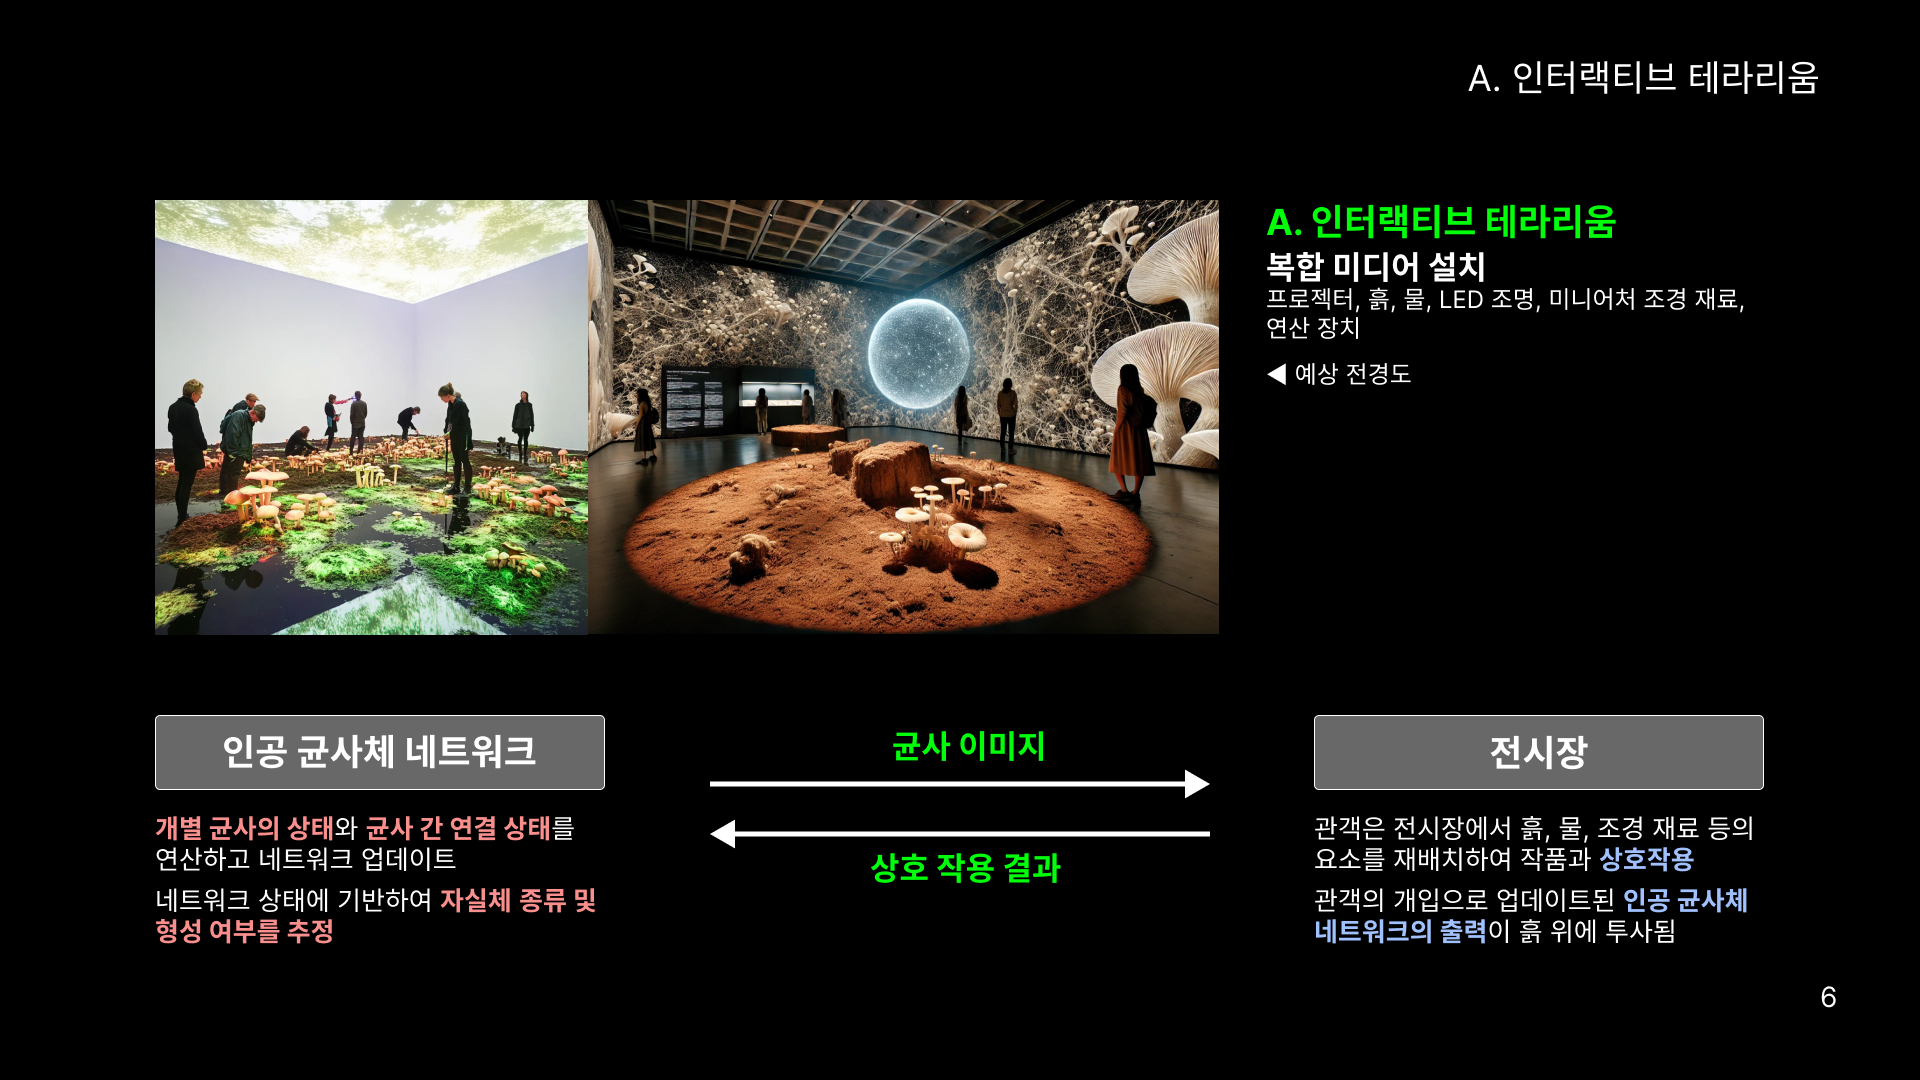 A. 인터랙티브 테라리움
A. 인터랙티브 테라리움
복합 미디어 설치
프로젝터, 흙, 물, LED 조명, 미니어처 조경 재료,
연산 장치
◀ 예상 전경도
인공 균사체 네트워크
개별 균사의 상태와 균사 간 연결 상태를
연산하고 네트워크 업데이트
네트워크 상태에 기반하여 자실체 종류 및
형성 여부를 추정
균사 이미지
상호 작용 결과
전시장
관객은 전시장에서 흙, 물, 조경 재료 등의
요소를 재배치하여 작품과 상호작용
관객의 개입으로 업데이트된 인공 균사체
네트워크의 출력이 흙 위에 투사됨
6